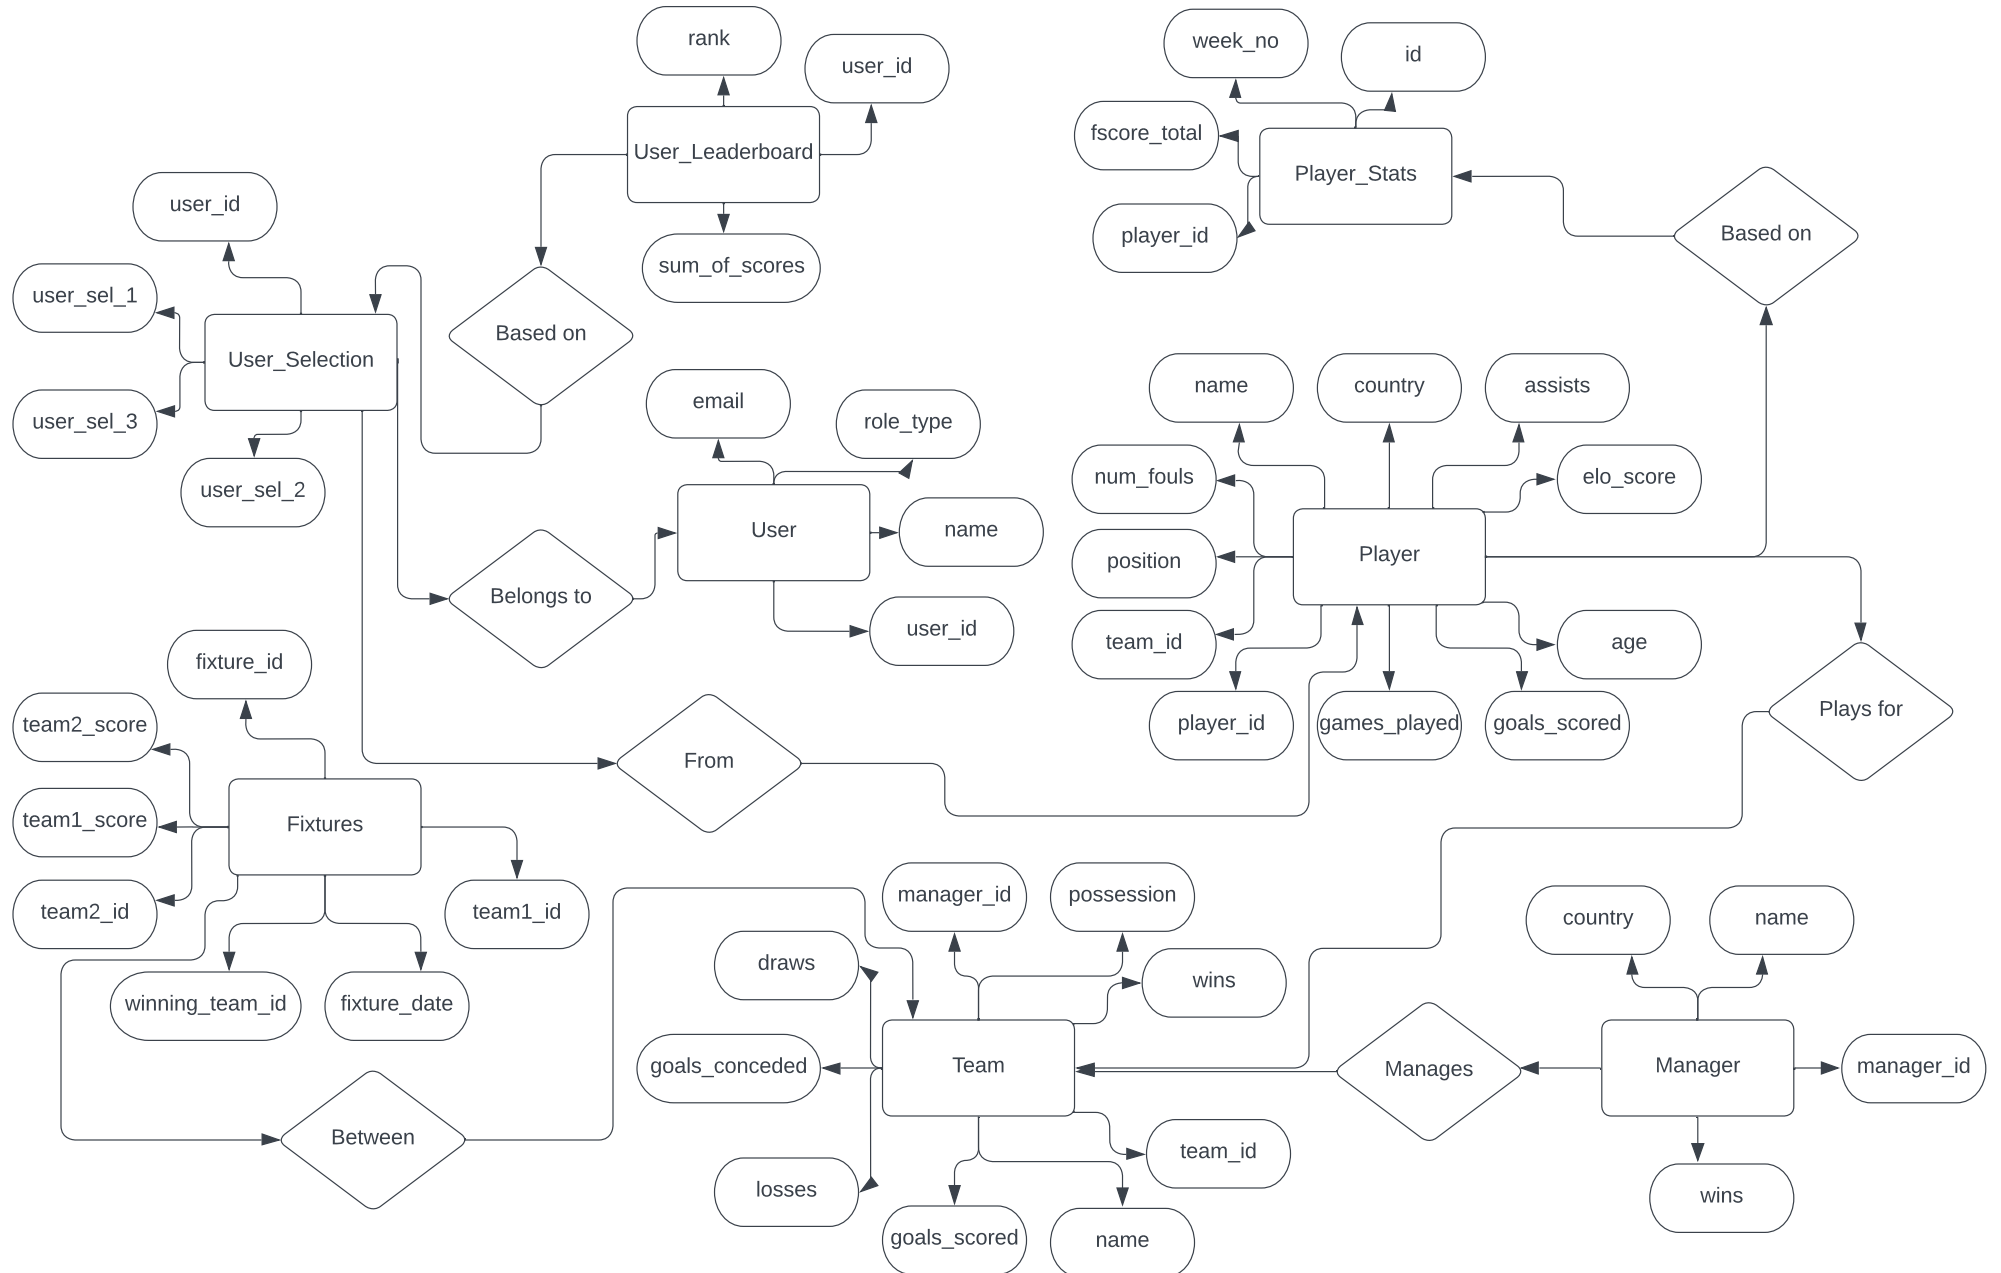 rank
user_id
User_Leaderboard
sum_of_scores
Based on
user_id
user_sel_1
User_Selection
user_sel_3
user_sel_2
email
role_type
User
name
user_id
Belongs to
From
week_no
id
fscore_total
Player_Stats
player_id
Based on
name
country
assists
num_fouls
elo_score
Player
position
team_id
age
player_id
games_played
goals_scored
Plays for
fixture_id
team2_score
team1_score
Fixtures
team2_id
team1_id
winning_team_id
fixture_date
Between
manager_id
possession
draws
wins
goals_conceded
Team
team_id
losses
goals_scored
name
Manages
country
name
Manager
manager_id
wins